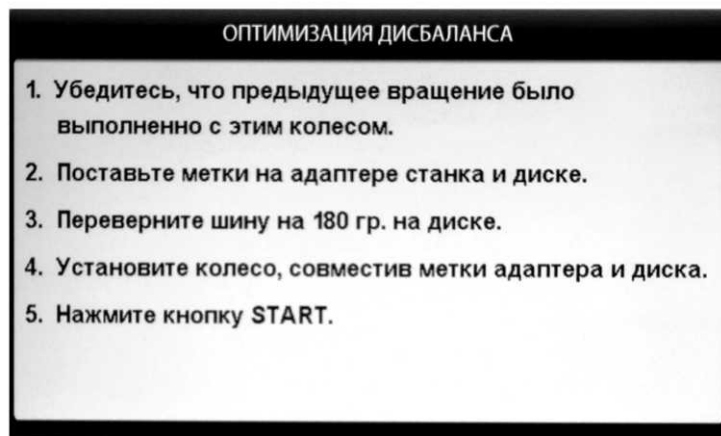 ОПТИМИЗАЦИЯ ДИСБАЛАНСА
1. Убедитесь, что предыдущее вращение было
выполненно с этим колесом.
2. Поставьте метки на адаптере станка и диске.
3. Переверните шину на 180 гр. на диске.
4. Установите колесо, совместив метки адаптера и диска.
5. Нажмите кнопку START.